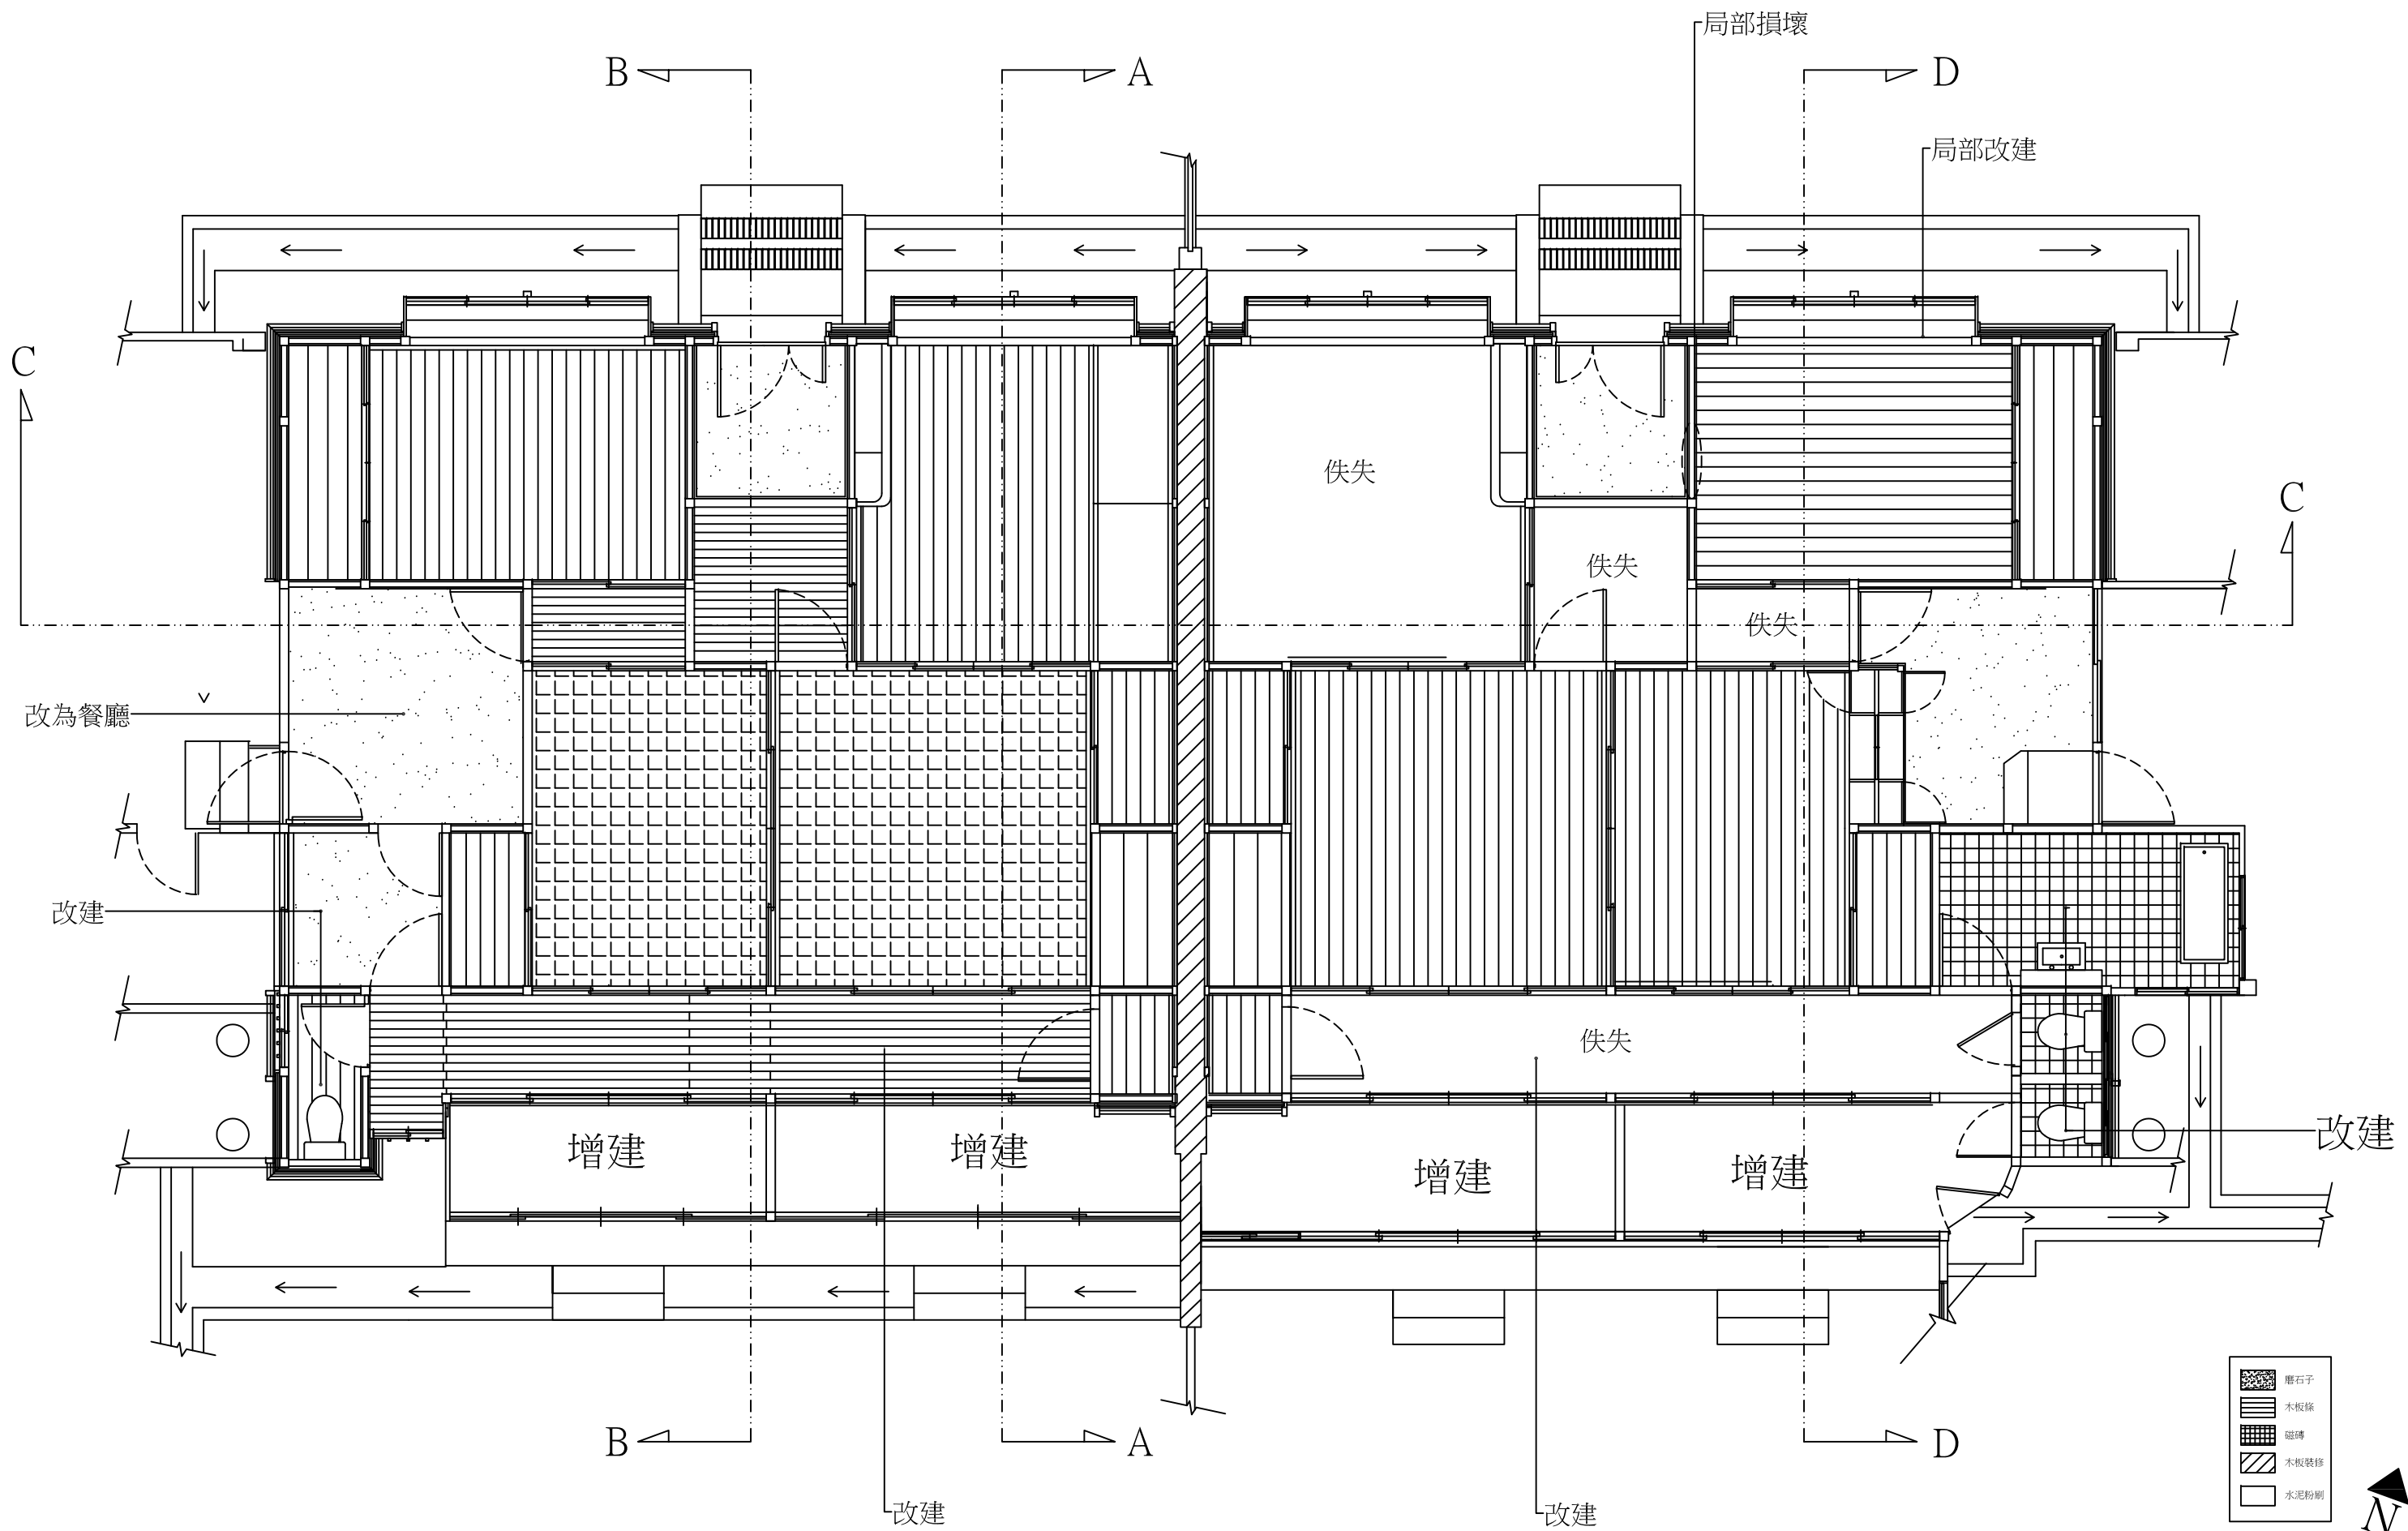 局部損壞
B
A
D
局部改建
C
佚失
C
佚失
佚失
改為餐廳
改建
佚失
改建
增建
增建
增建
增建
磨石子
木板條
磁磚
木板裝修
水泥粉刷
B
A
D
改建
改建
N